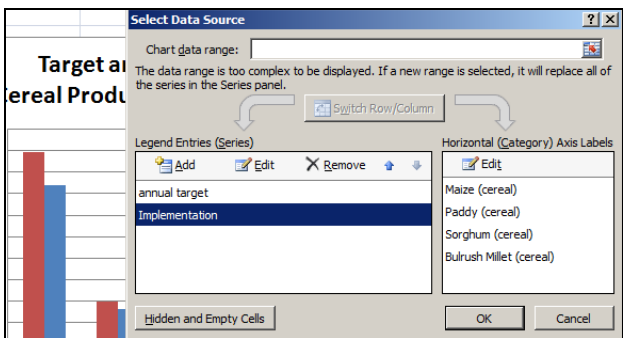 Select Data Source
Chart data range:
Target a
ereal Produ
The data range is too complex to be displayed. If a new range is selected, it will replace all of
the series in the Series panel.
Switch Row/Column
Legend Entries (Series)
Add Edit Remove
annual target
Implementation
Horizontal (Category) Axis Labels
Edit
Maize (cereal)
Paddy (cereal)
Sorghum (cereal)
Bulrush Millet (cereal)
Hidden and Empty Cells
OK Cancel